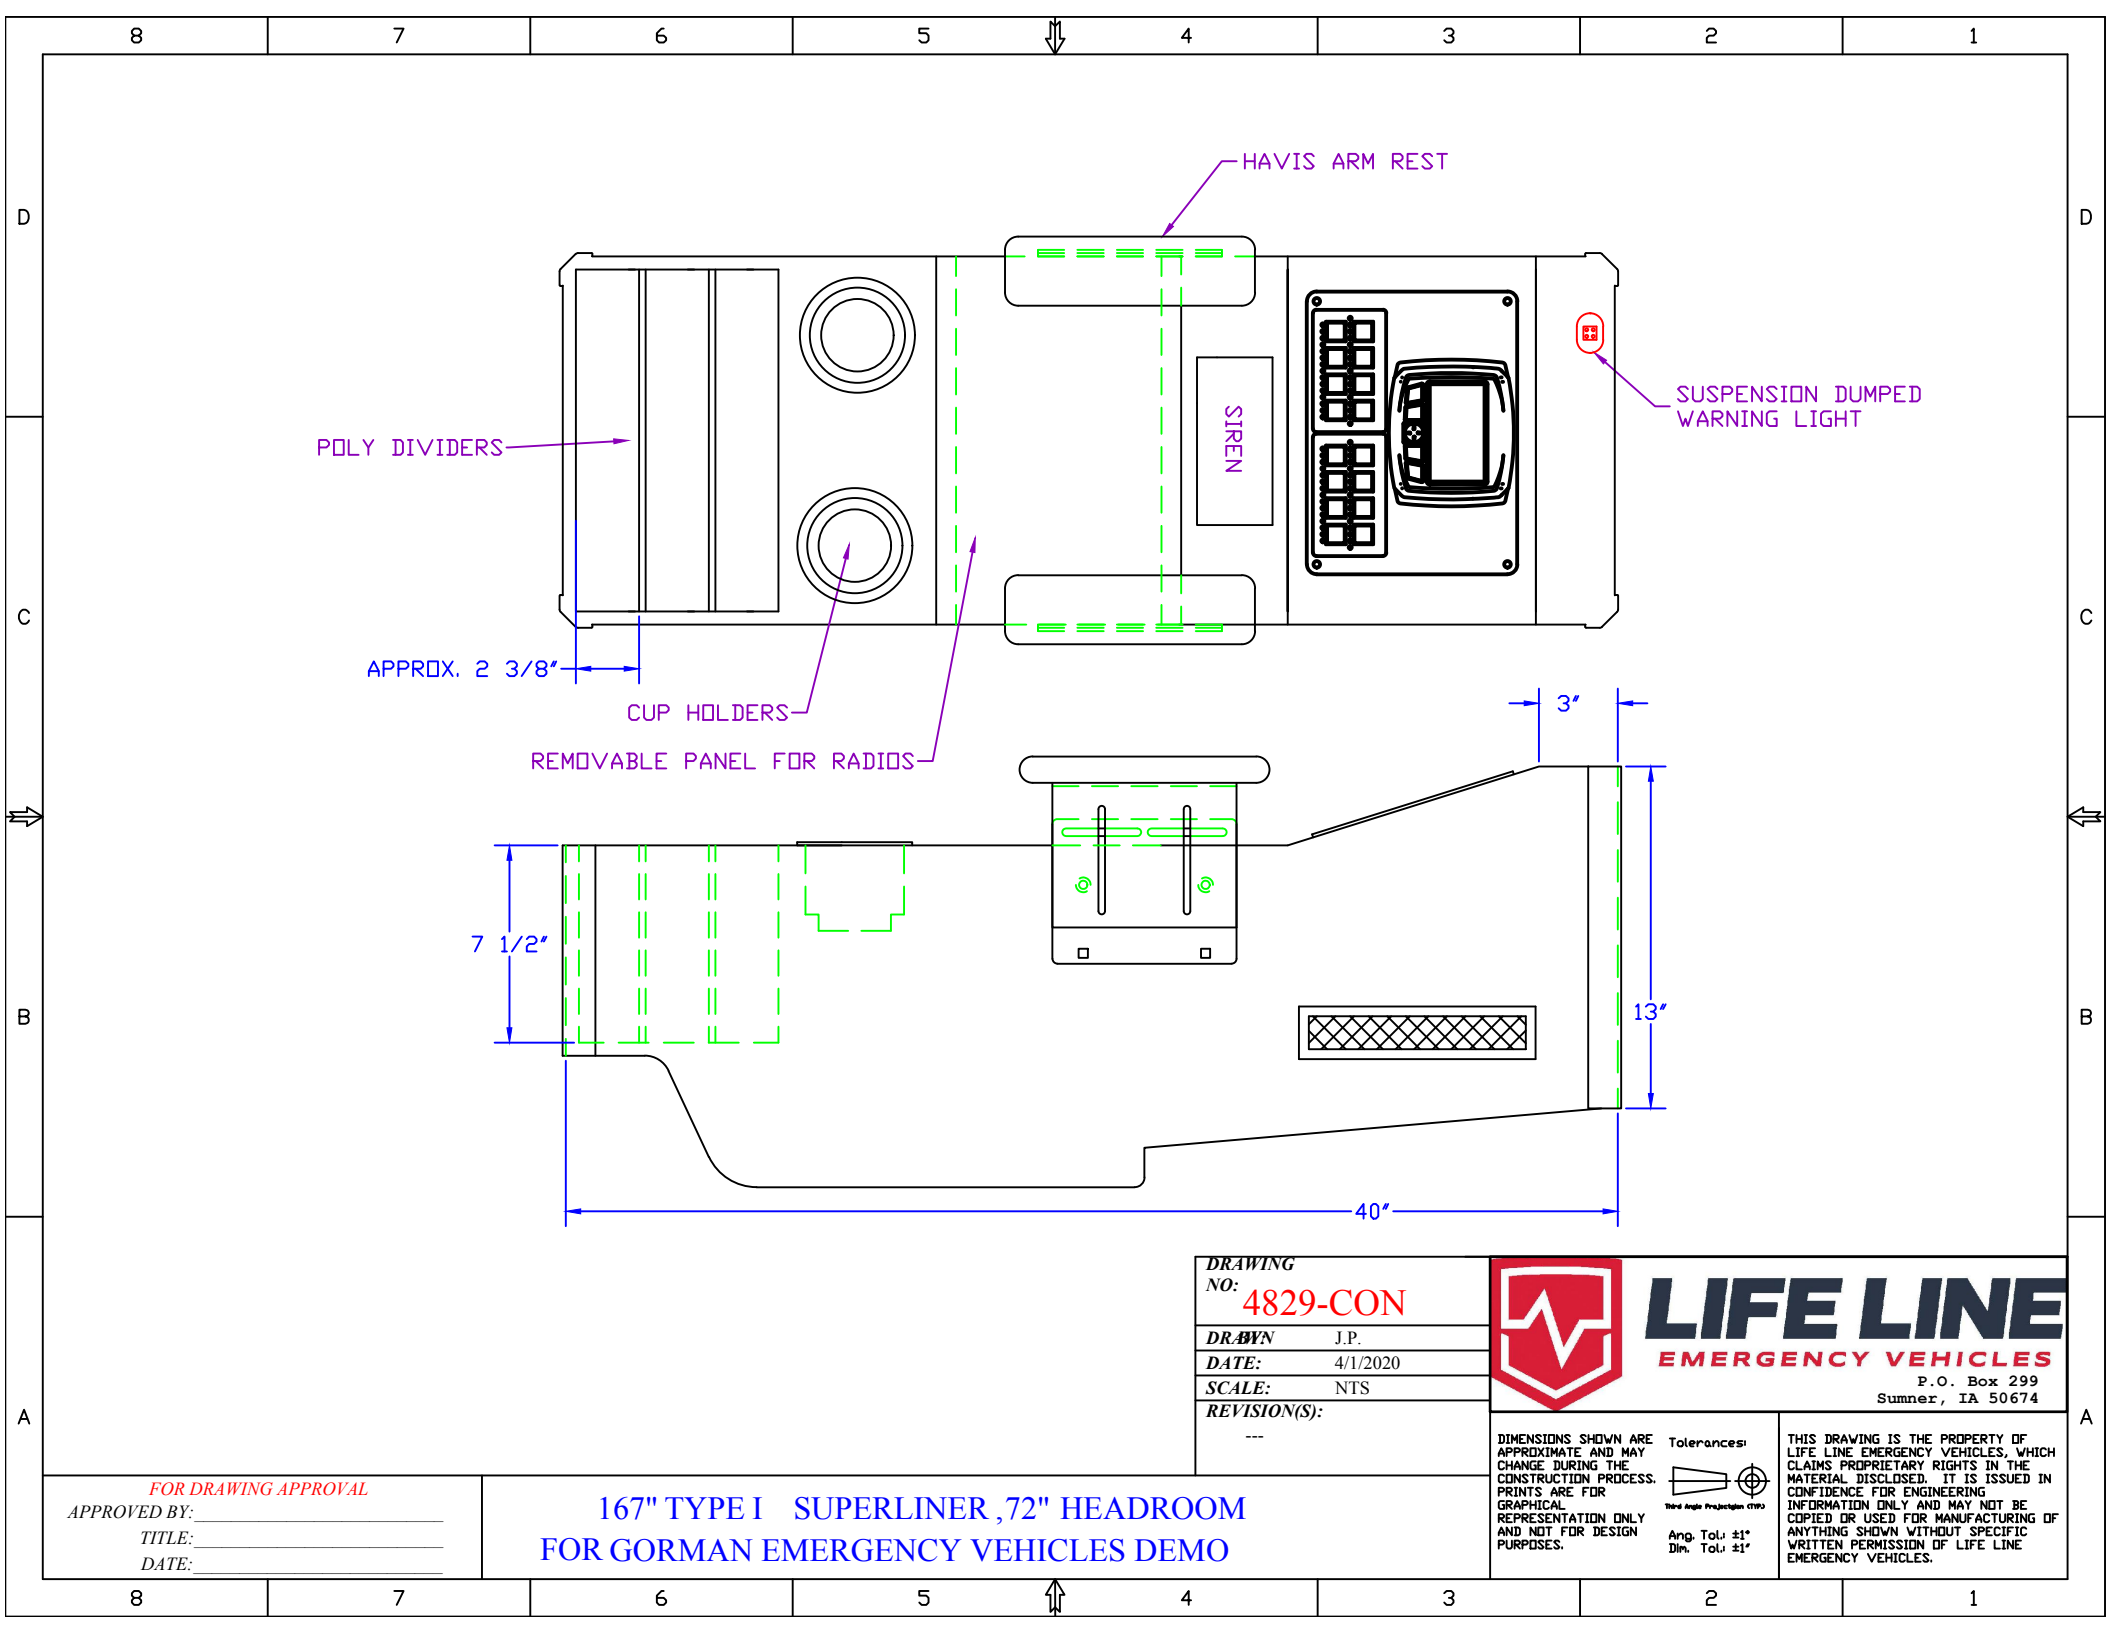 8 7 6 5 4 3 2 1
D D
C C
B B
A A
HAVIS ARM REST
SUSPENSION DUMPED
WARNING LIGHT
SIREN
POLY DIVIDERS
APPROX. 2 3/8"
CUP HOLDERS
REMOVABLE PANEL FOR RADIOS
3"
7 1/2"
13"
40"
DRAWING
NO: 4829-CON
DRAWN BY: J.P.
DATE: 4/1/2020
SCALE: NTS
REVISION(S):
---
LIFE LINE
EMERGENCY VEHICLES
P.O. Box 299
Sumner, IA 50674
DIMENSIONS SHOWN ARE
APPROXIMATE AND MAY
CHANGE DURING THE
CONSTRUCTION PROCESS.
PRINTS ARE FOR
GRAPHICAL
REPRESENTATION ONLY
AND NOT FOR DESIGN
PURPOSES.
Tolerances:
Third Angle Projectgion (TYP.)
Ang. Tol.: ±1°
Dim. Tol.: ±1"
THIS DRAWING IS THE PROPERTY OF
LIFE LINE EMERGENCY VEHICLES, WHICH
CLAIMS PROPRIETARY RIGHTS IN THE
MATERIAL DISCLOSED. IT IS ISSUED IN
CONFIDENCE FOR ENGINEERING
INFORMATION ONLY AND MAY NOT BE
COPIED OR USED FOR MANUFACTURING OF
ANYTHING SHOWN WITHOUT SPECIFIC
WRITTEN PERMISSION OF LIFE LINE
EMERGENCY VEHICLES.
FOR DRAWING APPROVAL
APPROVED BY:
TITLE:
DATE:
167" TYPE I SUPERLINER ,72" HEADROOM
FOR GORMAN EMERGENCY VEHICLES DEMO
8 7 6 5 4 3 2 1